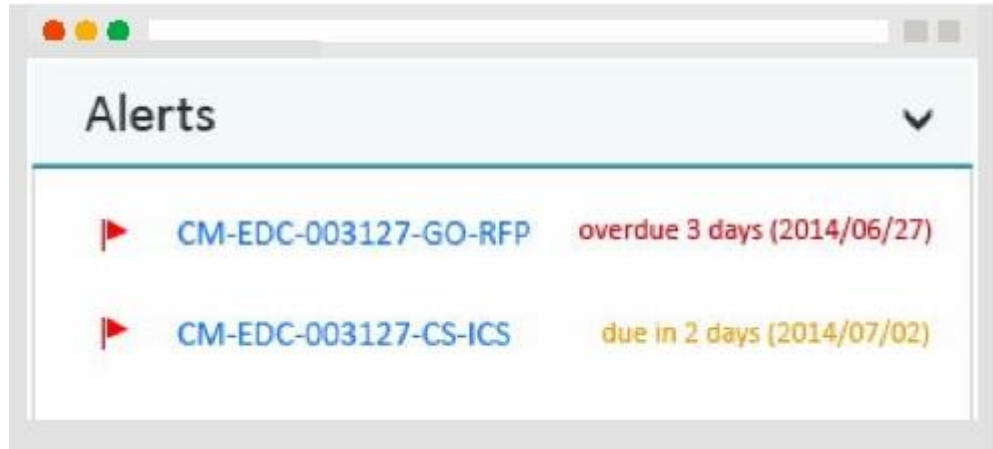 Alerts
CM-EDC-003127-GO-RFP overdue 3 days (2014/06/27)
CM-EDC-003127-CS-ICS due in 2 days (2014/07/02)